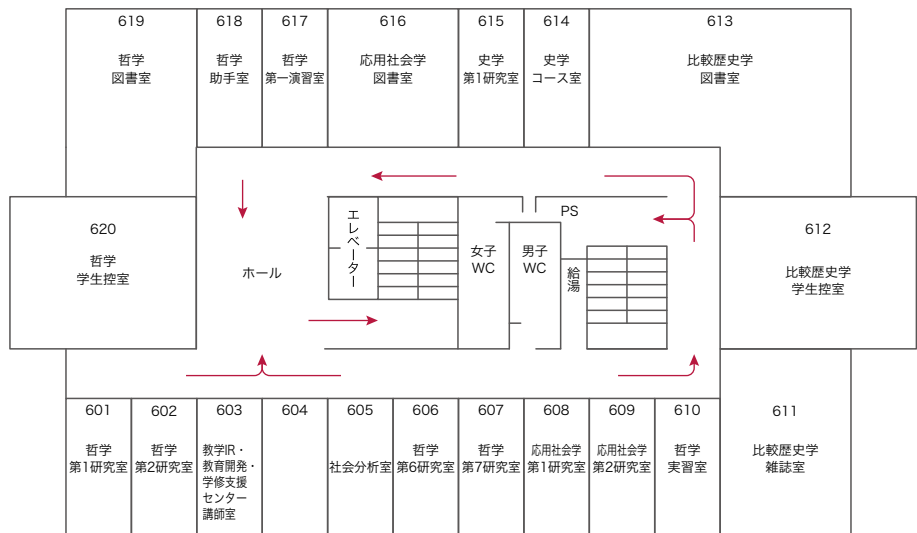 619
哲学
図書室
618
哲学
助手室
617
哲学
第一演習室
616
応用社会学
図書室
615
史学
第1研究室
614
史学
コース室
613
比較歴史学
図書室
620
哲学
学生控室
ホール
エレベーター
女子
WC
男子
WC
PS
給湯
612
比較歴史学
学生控室
601
哲学
第1研究室
602
哲学
第2研究室
603
教学IR・
教育開発・
学修支援
センター
講師室
604
605
社会分析室
606
哲学
第6研究室
607
哲学
第7研究室
608
応用社会学
第1研究室
609
応用社会学
第2研究室
610
哲学
実習室
611
比較歴史学
雑誌室